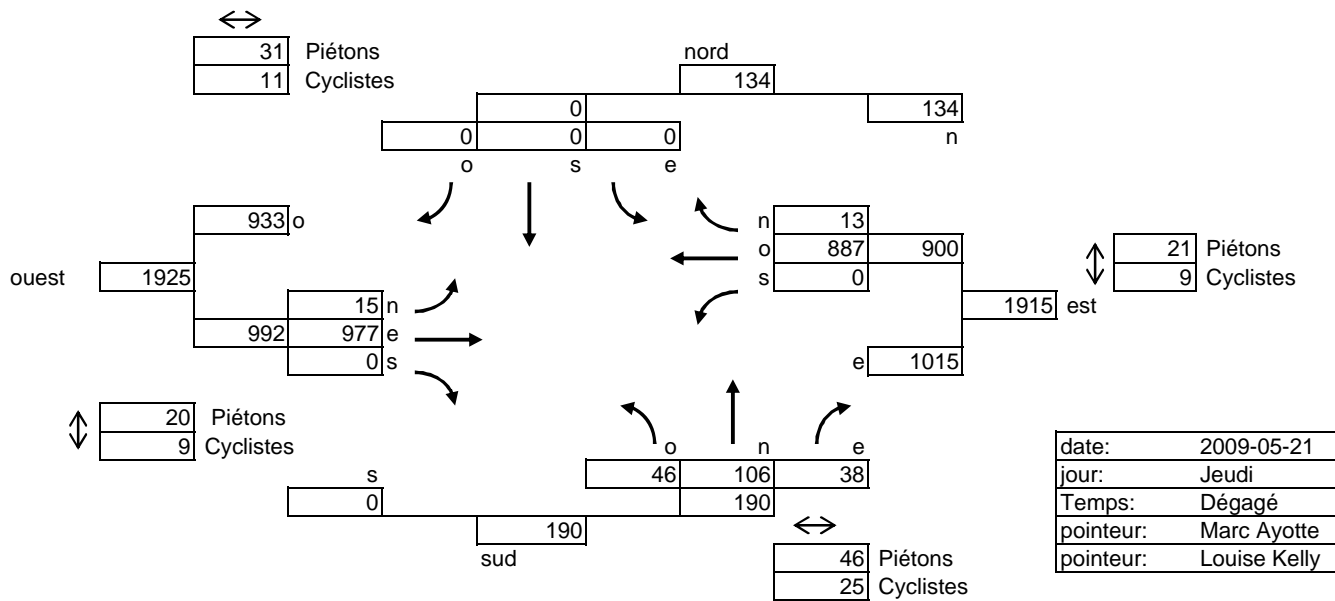 31 Piétons
nord
11 Cyclistes
134
0
134
0 0 0
n
o s e
933 o
n 13
o 887 900
21 Piétons
ouest 1925
s 0
9 Cyclistes
15 n
1915 est
992 977 e
0 s
e 1015
20 Piétons
9 Cyclistes
o n e
date: 2009-05-21
s
46 106 38
jour: Jeudi
0
190
Temps: Dégagé
190
pointeur: Marc Ayotte
sud
46 Piétons
pointeur: Louise Kelly
25 Cyclistes